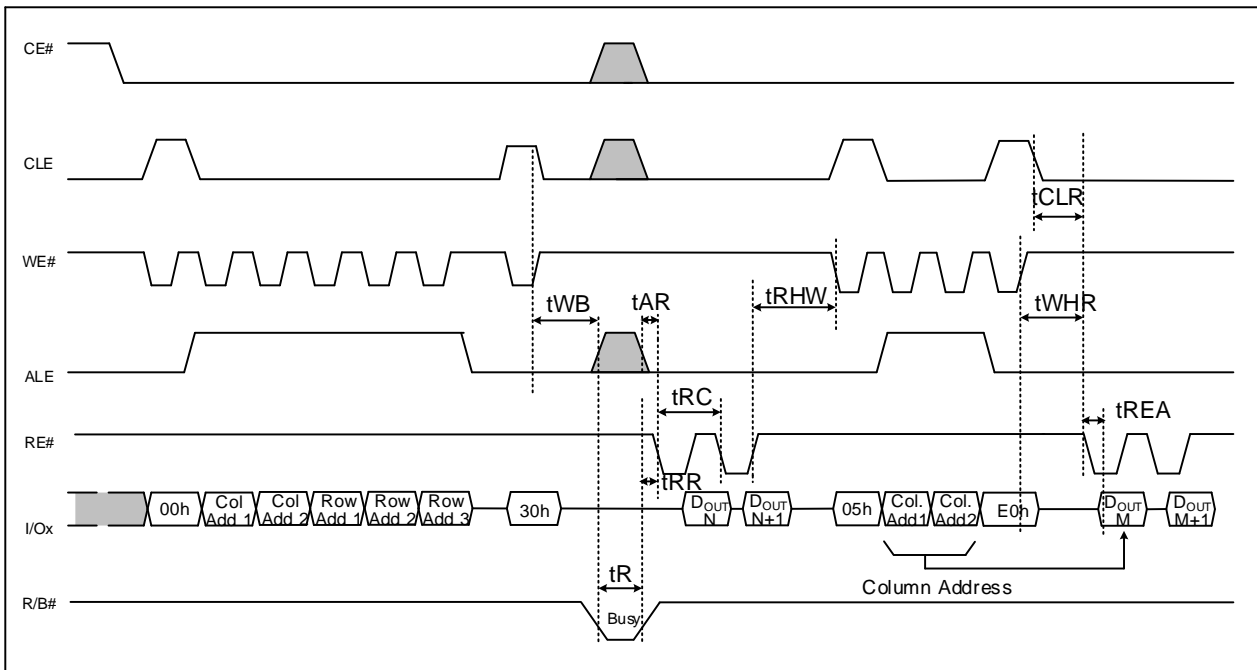 CE#
CLE
tCLR
WE#
tWB
tAR
tRHW
tWHR
ALE
tRC
tREA
RE#
tRR
I/Ox
00h
Col
Add 1
Col
Add 2
Row
Add 1
Row
Add 2
Row
Add 3
30h
DOUT
N
DOUT
N+1
05h
Col.
Add1
Col.
Add2
E0h
DOUT
M
DOUT
M+1
tR
Column Address
R/B#
Busy